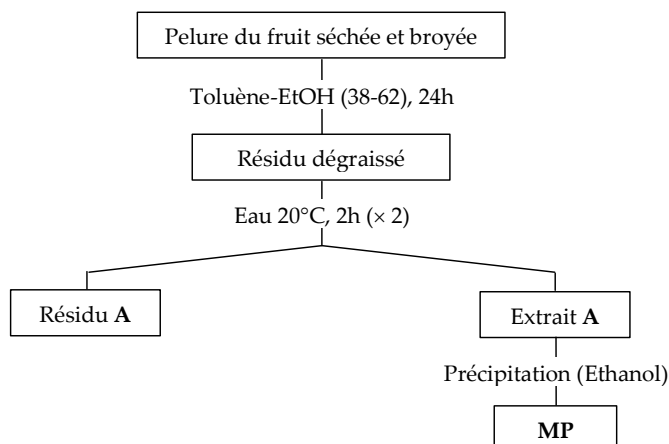 Pelure du fruit séchée et broyée
Toluène-EtOH (38-62), 24h
Résidu dégraissé
Eau 20°C, 2h (× 2)
Résidu A
Extrait A
Précipitation (Ethanol)
MP